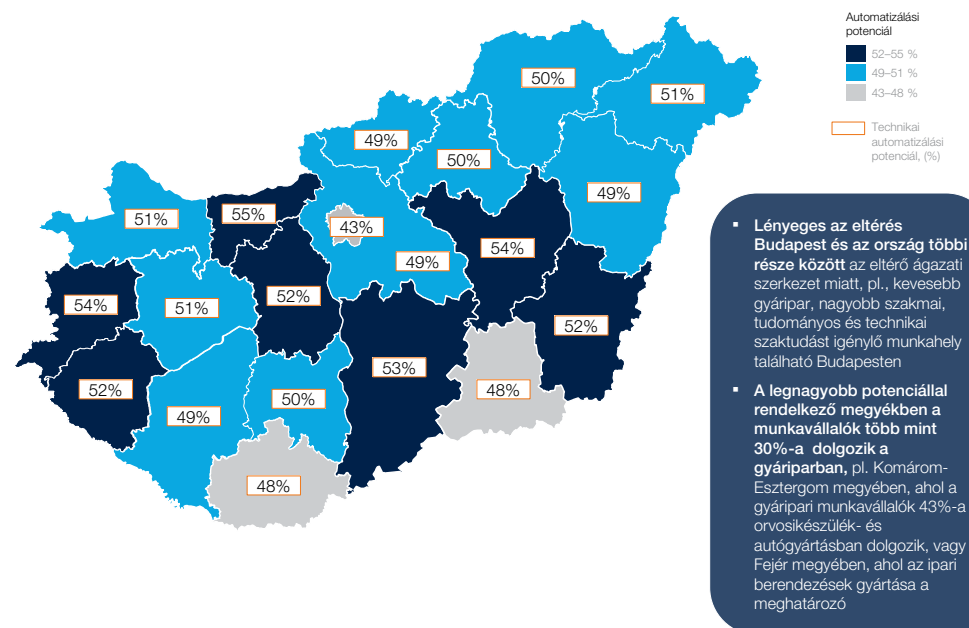 Automatizálási
potenciál
52–55 %
49–51 %
43–48 %
Technikai
automatizálási
potenciál, (%)
50%
51%
49%
50%
49%
51%
55%
43%
49%
54%
54%
51%
52%
52%
52%
53%
48%
49%
50%
48%
▪ Lényeges az eltérés
Budapest és az ország többi
része között az eltérő ágazati
szerkezet miatt, pl., kevesebb
gyáripar, nagyobb szakmai,
tudományos és technikai
szaktudást igénylő munkahely
található Budapesten
▪ A legnagyobb potenciállal
rendelkező megyékben a
munkavállalók több mint
30%-a dolgozik a
gyáriparban, pl. Komárom-
Esztergom megyében, ahol a
gyáripari munkavállalók 43%-a
orvosikészülék- és
autógyártásban dolgozik, vagy
Fejér megyében, ahol az ipari
berendezések gyártása a
meghatározó